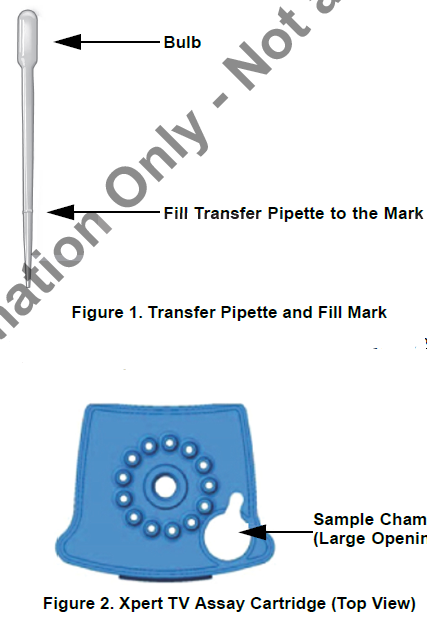 Bulb
mation Only - Not a
Fill Transfer Pipette to the Mark
Figure 1. Transfer Pipette and Fill Mark
Sample Cham
(Large Openin
Figure 2. Xpert TV Assay Cartridge (Top View)